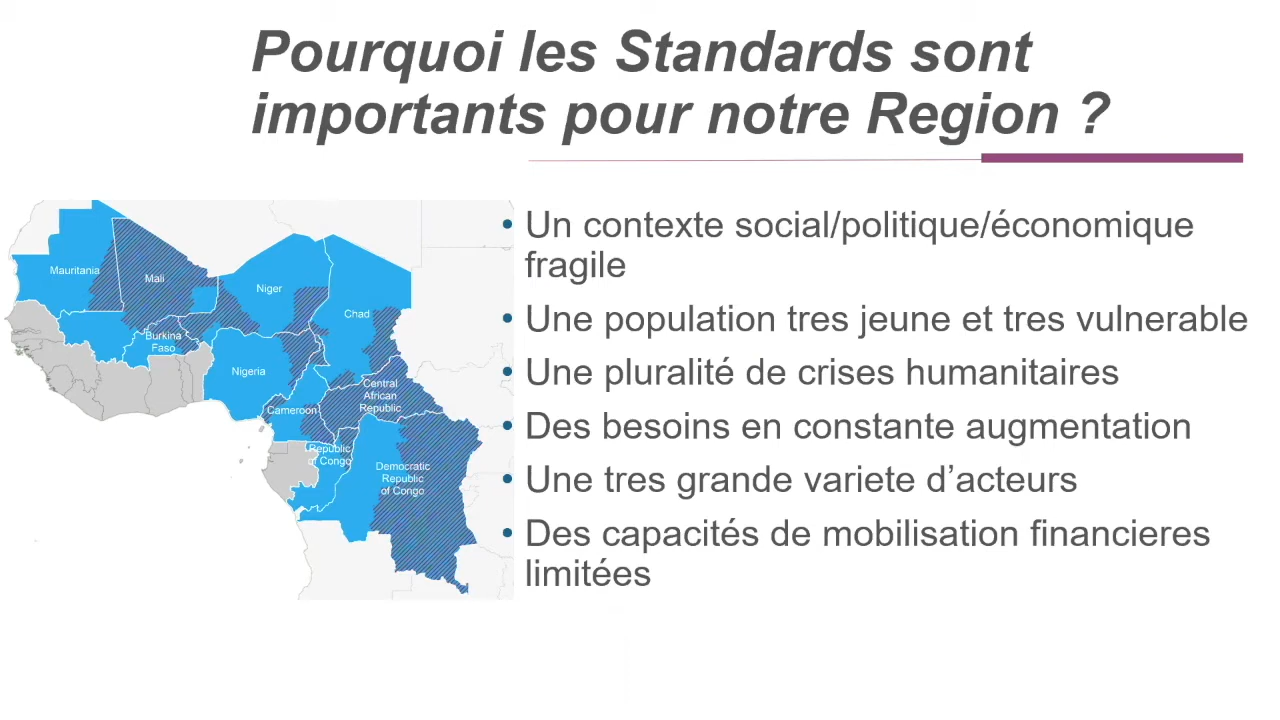 Pourquoi les Standards sont
importants pour notre Region ?
Mauritania
Mali
Niger
Chad
Burkina
Faso
Nigeria
Central
African
Republic
Cameroon
Republic
of Congo
Democratic
Republic
of Congo
• Un contexte social/politique/économique
fragile
• Une population tres jeune et tres vulnerable
• Une pluralité de crises humanitaires
• Des besoins en constante augmentation
• Une tres grande variete d’acteurs
• Des capacités de mobilisation financieres
limitées